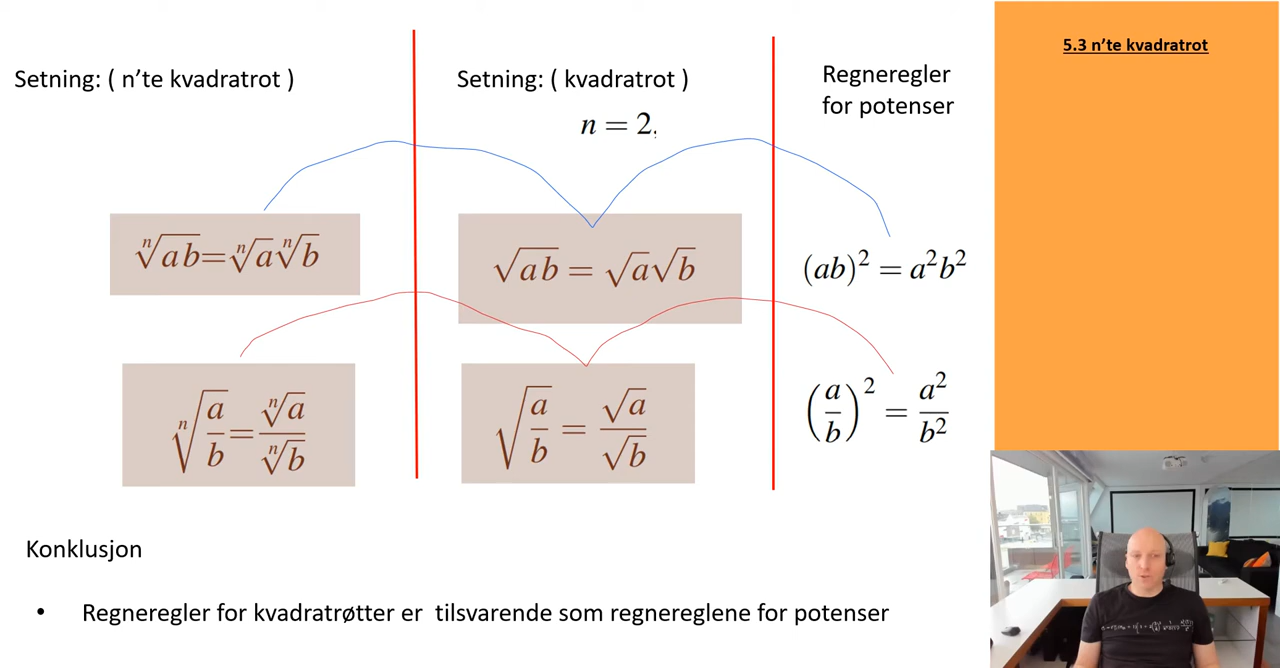 5.3 n'te kvadratrot
Setning: ( n'te kvadratrot )
Setning: ( kvadratrot )
n = 2.
Regneregler
for potenser
ⁿ√ab=ⁿ√aⁿ√b
√ab = √a√b
(ab)² = a²b²
ⁿ√(a/b)=ⁿ√a/ⁿ√b
√(a/b) = √a/√b
(a/b)² = a²/b²
Konklusjon
• Regneregler for kvadratrøtter er tilsvarende som regnereglene for potenser